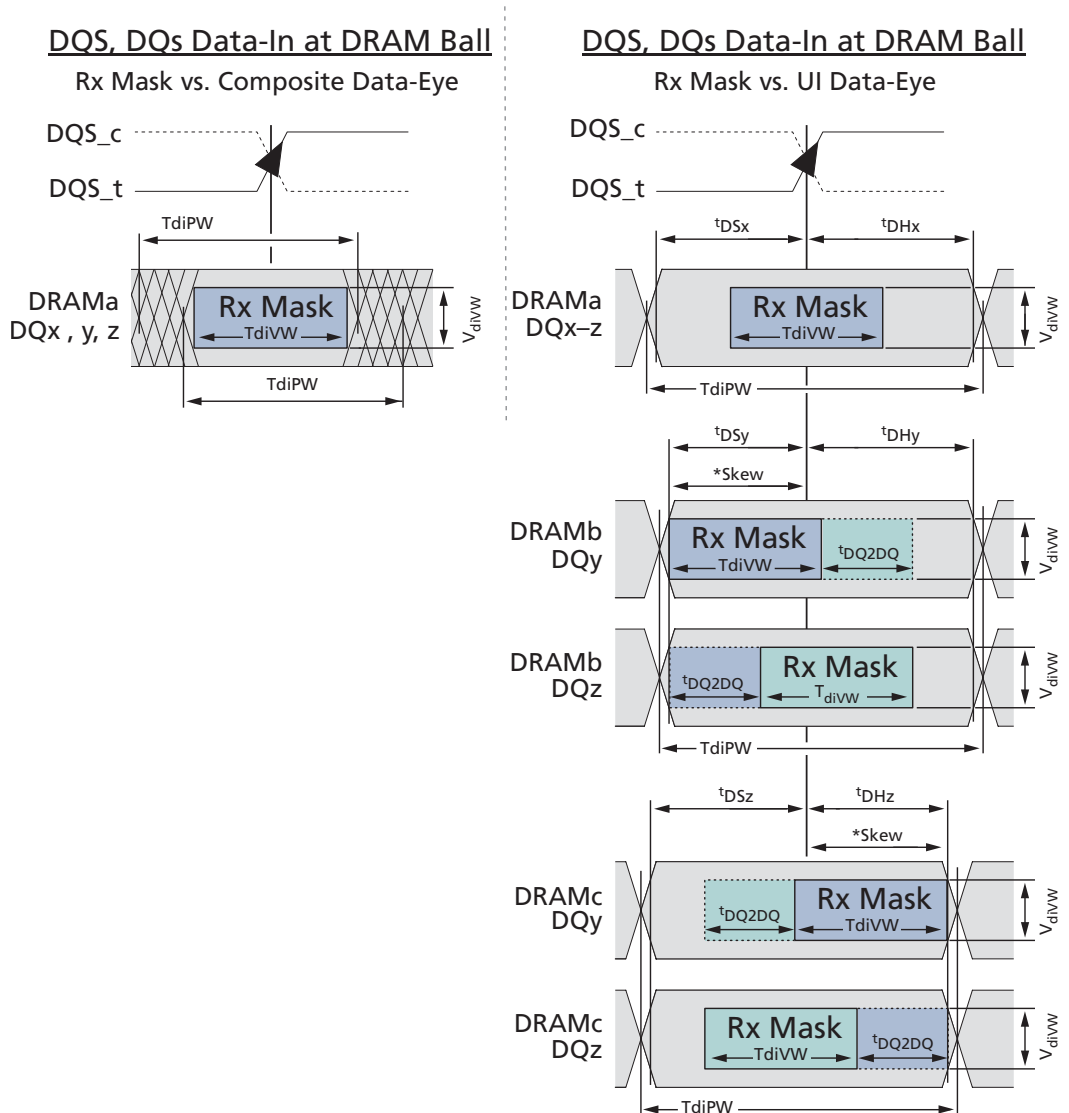 DQS, DQs Data-In at DRAM Ball
Rx Mask vs. Composite Data-Eye
DQS_c
DQS_t
TdiPW
DRAMa
DQx , y, z
Rx Mask
TdiVW
VdiVW
TdiPW
DQS, DQs Data-In at DRAM Ball
Rx Mask vs. UI Data-Eye
DQS_c
DQS_t
tDSx
tDHx
DRAMa
DQx–z
Rx Mask
TdiVW
VdiVW
TdiPW
tDSy
tDHy
*Skew
DRAMb
DQy
Rx Mask
TdiVW
tDQ2DQ
VdiVW
DRAMb
DQz
tDQ2DQ
Rx Mask
TdiVW
VdiVW
TdiPW
tDSz
tDHz
*Skew
DRAMc
DQy
tDQ2DQ
Rx Mask
TdiVW
VdiVW
DRAMc
DQz
Rx Mask
TdiVW
tDQ2DQ
VdiVW
TdiPW